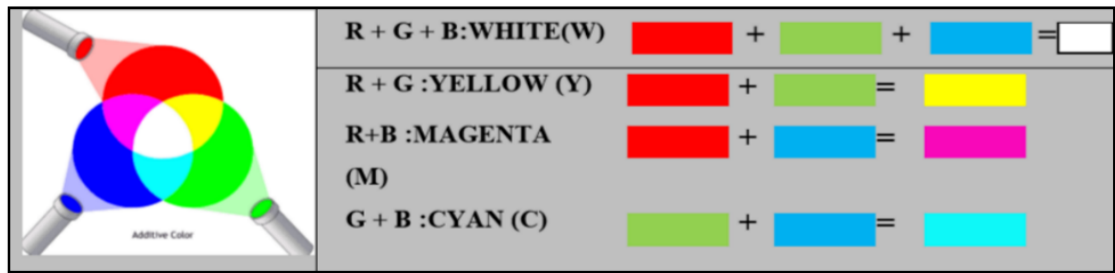 Additive Color
R + G + B:WHITE(W) + + =
R + G :YELLOW (Y) + =
R+B :MAGENTA + =
(M)
G + B :CYAN (C) + =